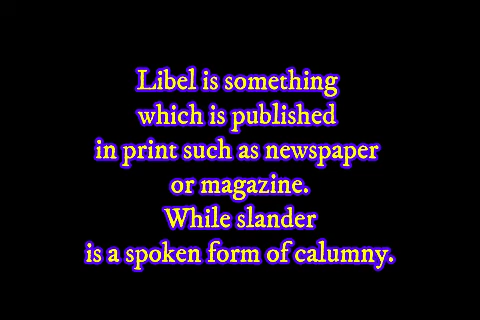 Libel is something
which is published
in print such as newspaper
or magazine.
While slander
is a spoken form of calumny.